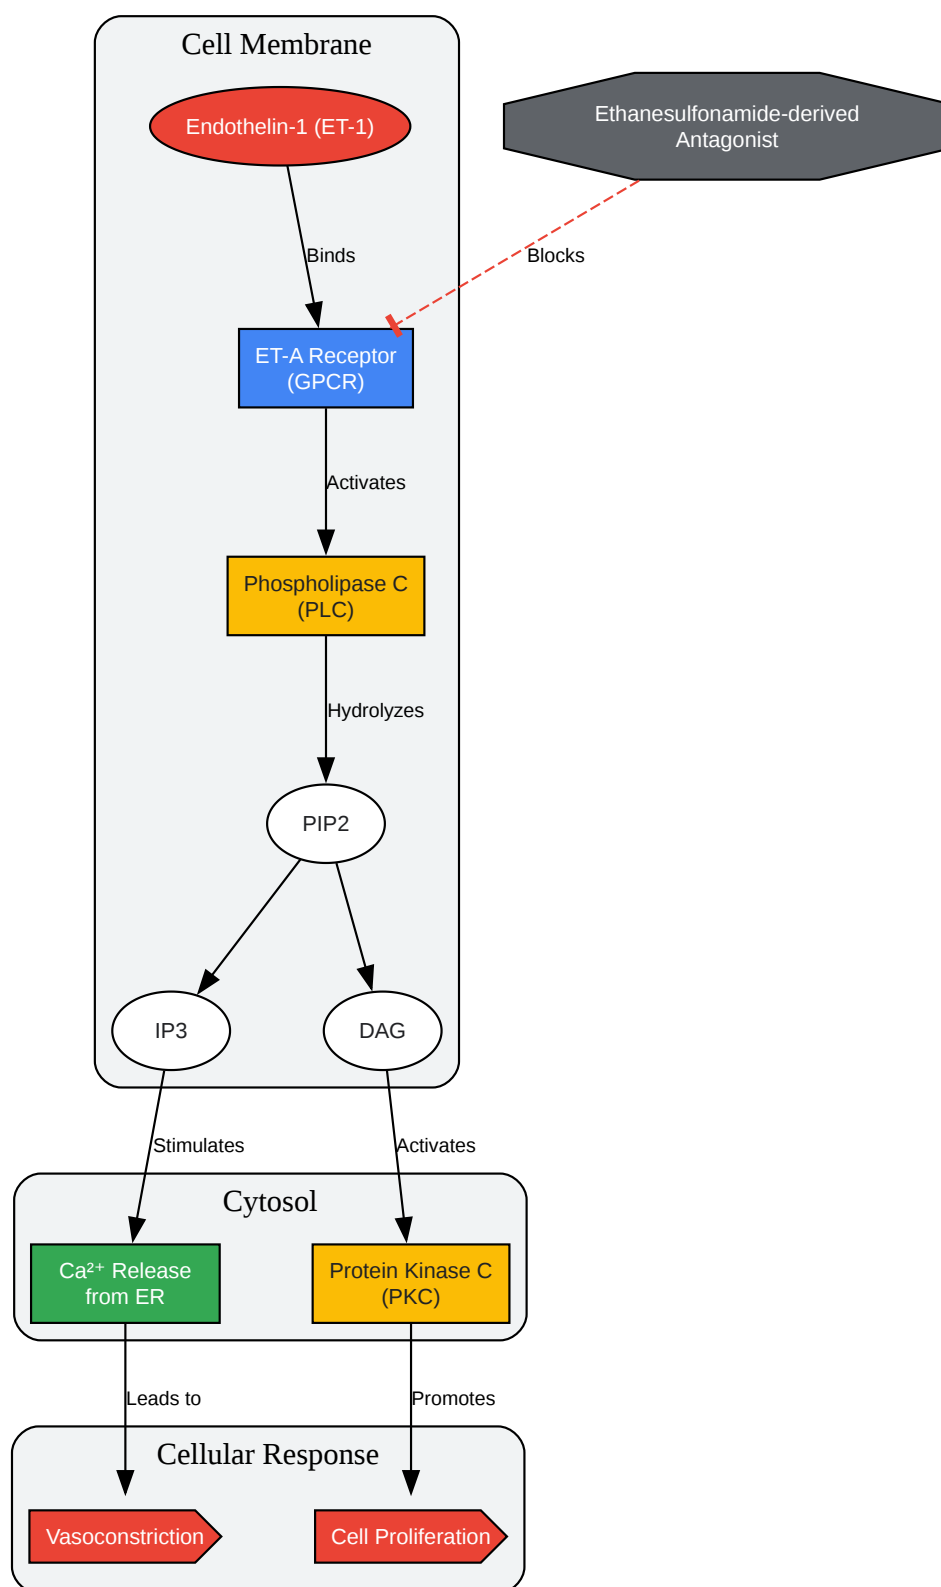 Cell Membrane
Endothelin-1 (ET-1)
Ethanesulfonamide-derived
Antagonist
Binds
Blocks
ET-A Receptor
(GPCR)
Activates
Phospholipase C
(PLC)
Hydrolyzes
PIP2
IP3
DAG
Stimulates
Activates
Cytosol
Ca²⁺ Release
from ER
Protein Kinase C
(PKC)
Leads to
Promotes
Cellular Response
Vasoconstriction
Cell Proliferation